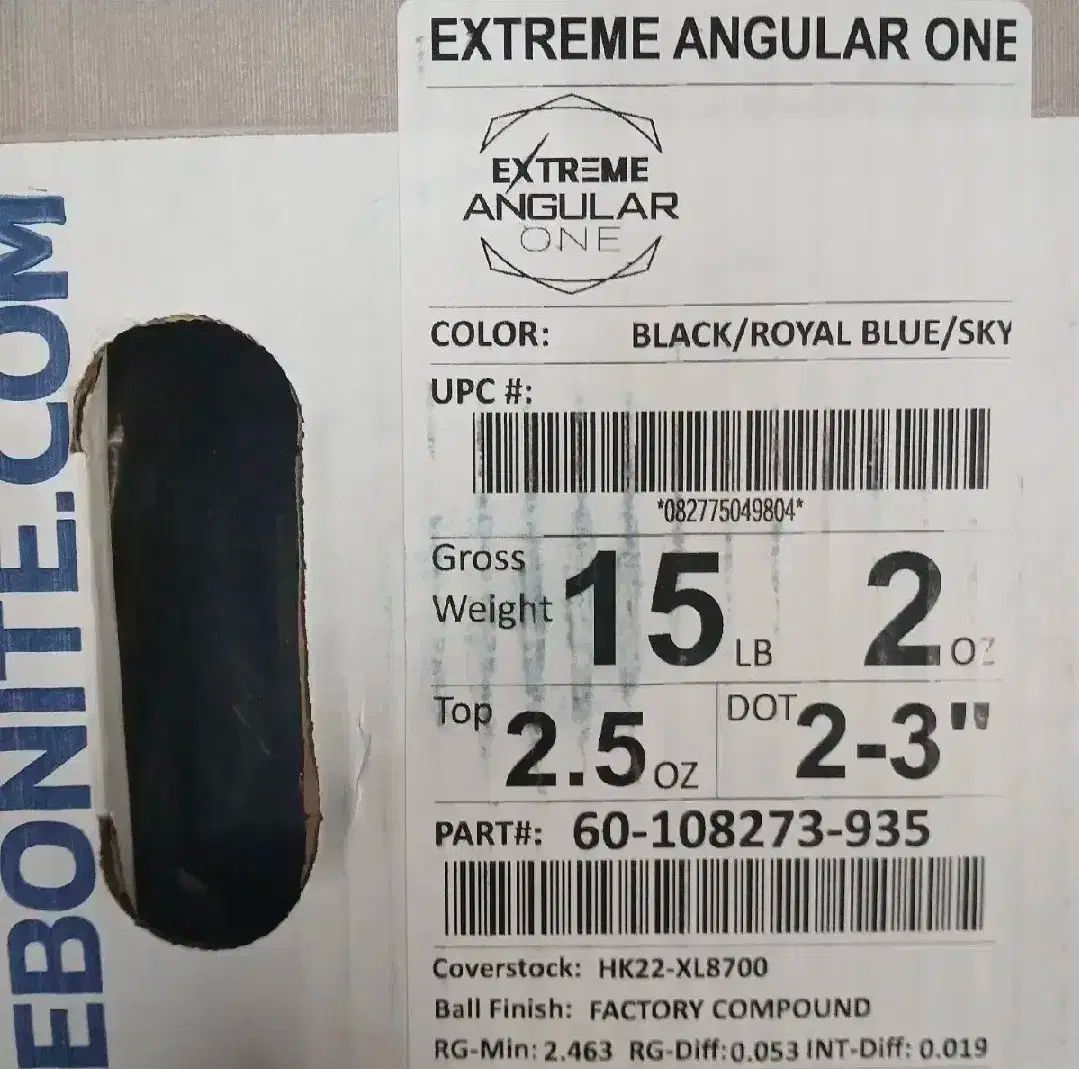 EXTREME ANGULAR ONE
EXTREME
ANGULAR
ONE
COLOR: BLACK/ROYAL BLUE/SKY
UPC #:
*082775049804*
Gross Weight 15 LB 2 OZ
Top 2.5 OZ DOT 2-3"
PART#: 60-108273-935
Coverstock: HK22-XL8700
Ball Finish: FACTORY COMPOUND
RG-Min: 2.463 RG-Diff: 0.053 INT-Diff: 0.019
EBONITE.COM